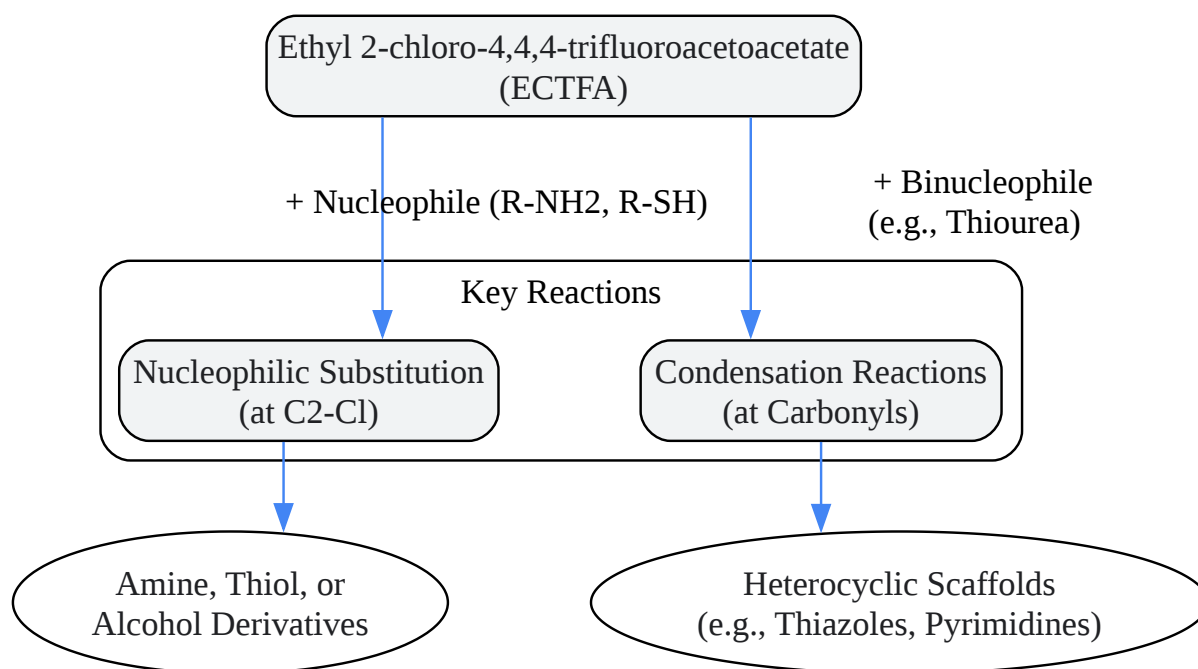 Ethyl 2-chloro-4,4,4-trifluoroacetoacetate
(ECTFA)
+ Nucleophile (R-NH2, R-SH)
+ Binucleophile
(e.g., Thiourea)
Key Reactions
Nucleophilic Substitution
(at C2-Cl)
Condensation Reactions
(at Carbonyls)
Amine, Thiol, or
Alcohol Derivatives
Heterocyclic Scaffolds
(e.g., Thiazoles, Pyrimidines)